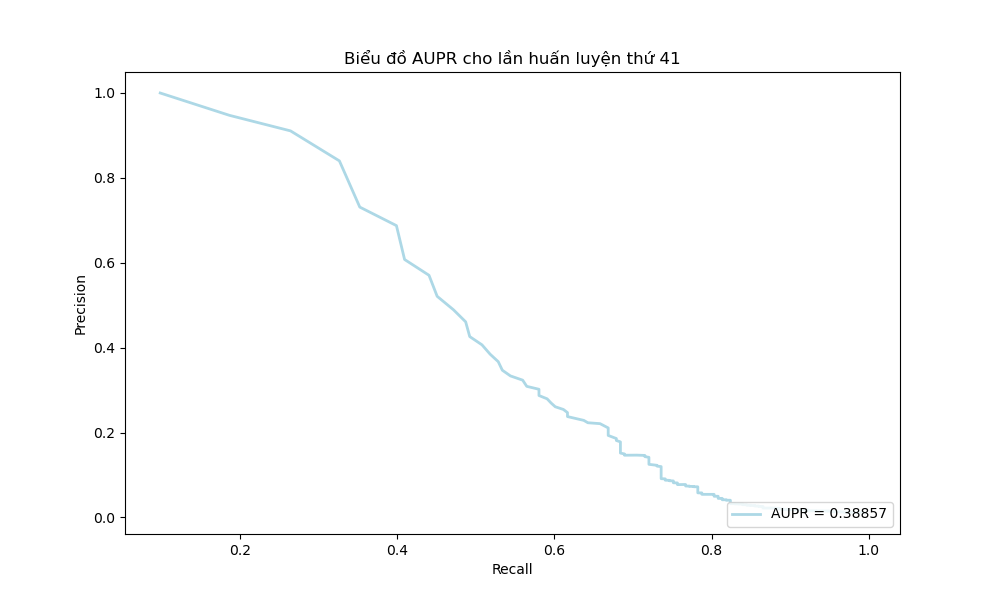 Biểu đồ AUPR cho lần huấn luyện thứ 41
Precision
1.0
0.8
0.6
0.4
0.2
0.0
AUPR = 0.38857
0.2
0.4
0.6
0.8
1.0
Recall